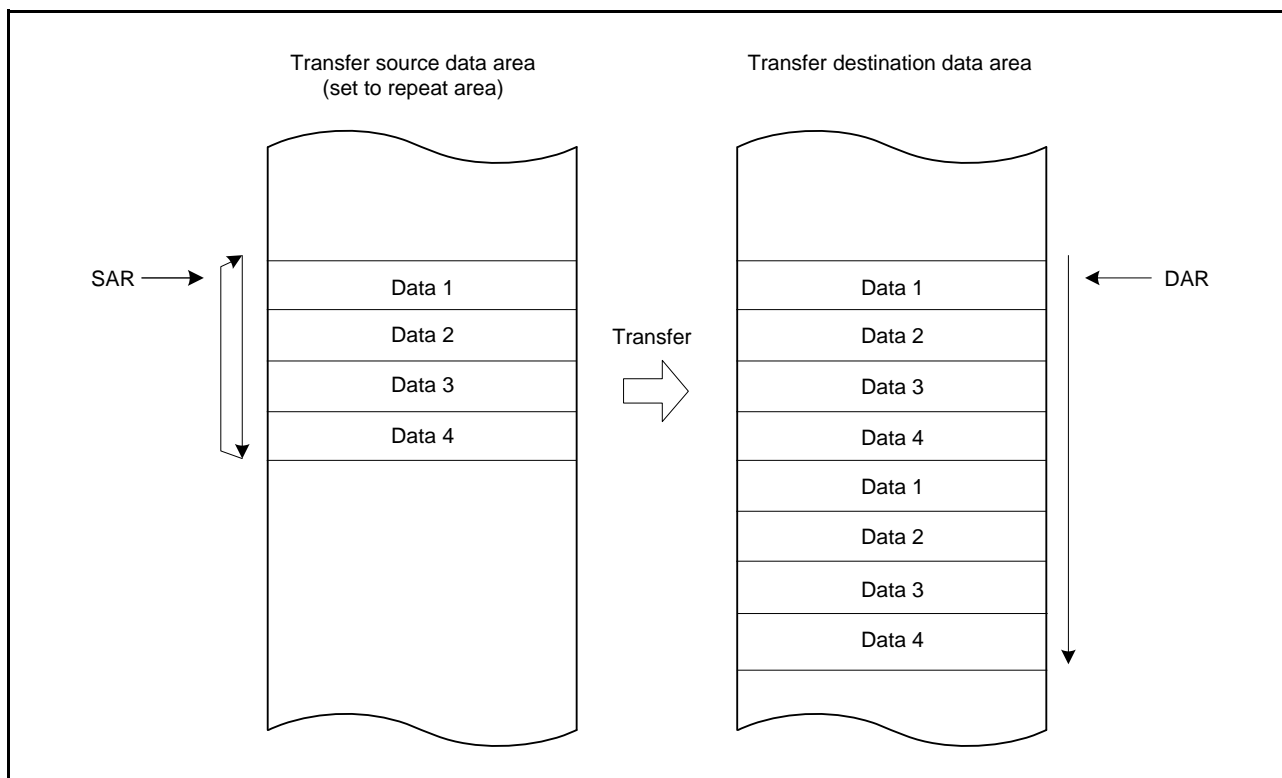 Transfer source data area
(set to repeat area)
Transfer destination data area
SAR
Data 1
Data 2
Data 3
Data 4
Transfer
Data 1
Data 2
Data 3
Data 4
Data 1
Data 2
Data 3
Data 4
DAR